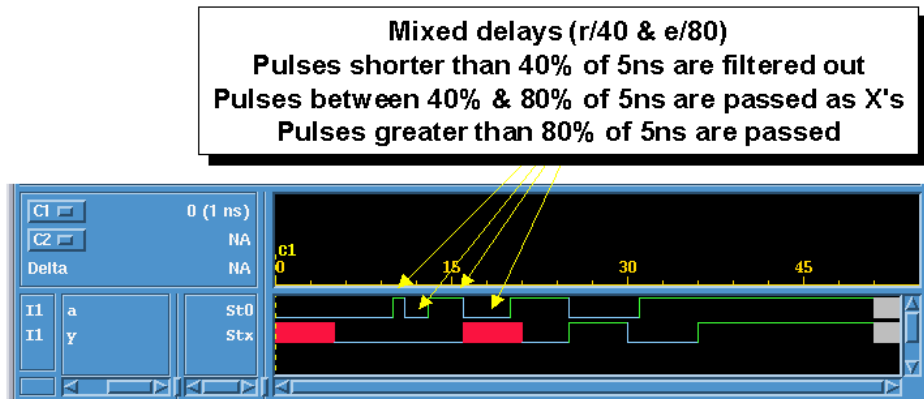 Mixed delays (r/40 & e/80)
Pulses shorter than 40% of 5ns are filtered out
Pulses between 40% & 80% of 5ns are passed as X's
Pulses greater than 80% of 5ns are passed
C1 0 (1 ns)
C2 NA
Delta NA
c1
0 15 30 45
I1 a St0
I1 y Stx